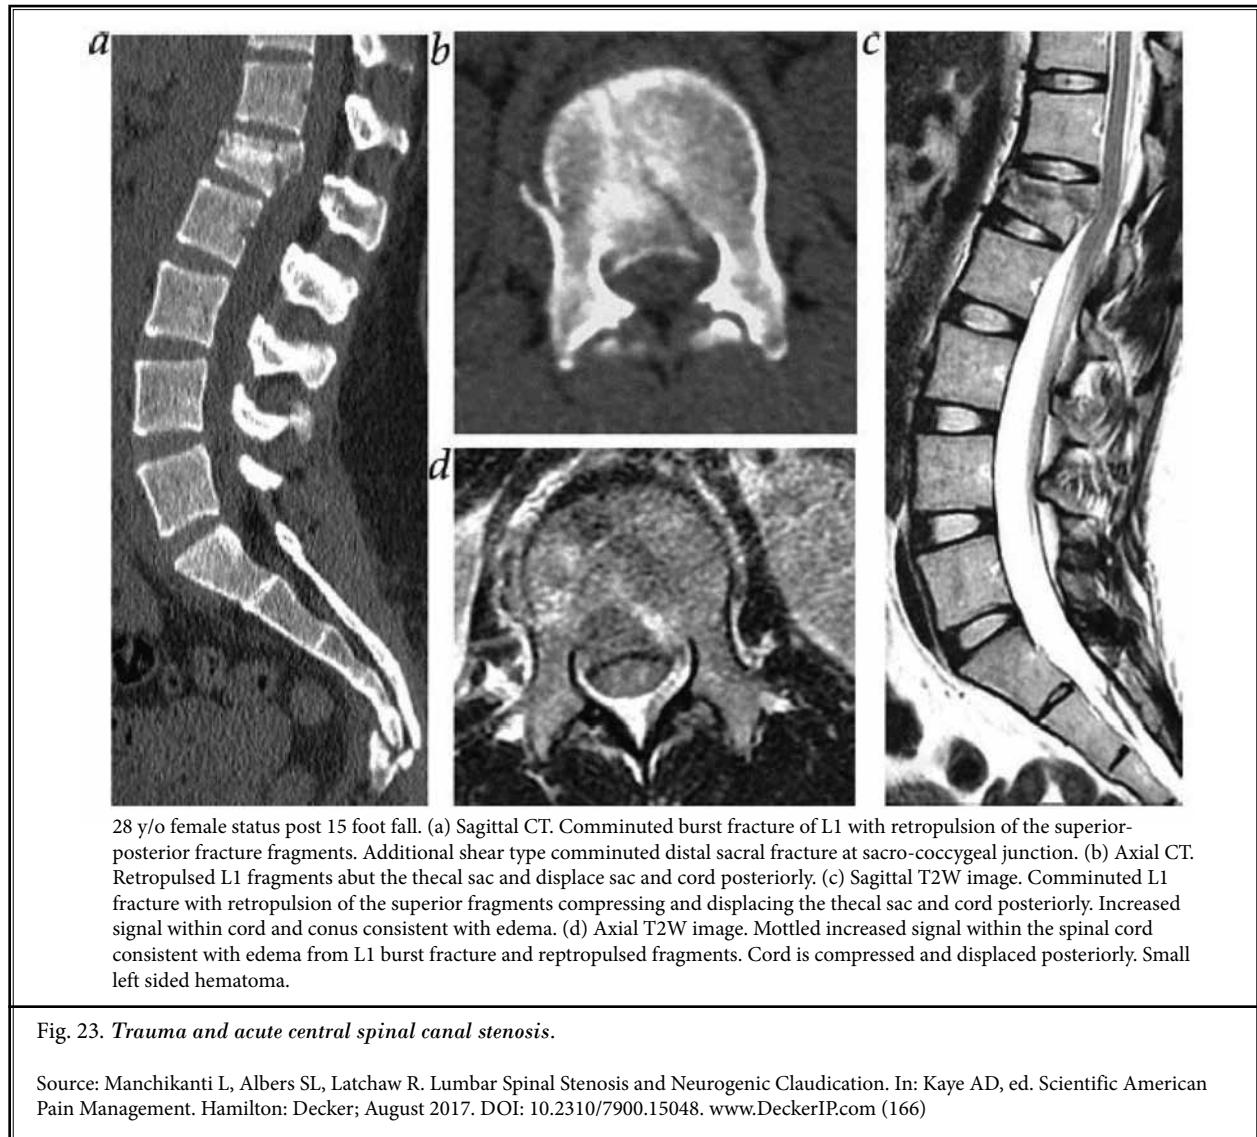 a
b
c
d
28 y/o female status post 15 foot fall. (a) Sagittal CT. Comminuted burst fracture of L1 with retropulsion of the superior-
posterior fracture fragments. Additional shear type comminuted distal sacral fracture at sacro-coccygeal junction. (b) Axial CT.
Retropulsed L1 fragments abut the thecal sac and displace sac and cord posteriorly. (c) Sagittal T2W image. Comminuted L1
fracture with retropulsion of the superior fragments compressing and displacing the thecal sac and cord posteriorly. Increased
signal within cord and conus consistent with edema. (d) Axial T2W image. Mottled increased signal within the spinal cord
consistent with edema from L1 burst fracture and reptropulsed fragments. Cord is compressed and displaced posteriorly. Small
left sided hematoma.
Fig. 23. Trauma and acute central spinal canal stenosis.
Source: Manchikanti L, Albers SL, Latchaw R. Lumbar Spinal Stenosis and Neurogenic Claudication. In: Kaye AD, ed. Scientific American
Pain Management. Hamilton: Decker; August 2017. DOI: 10.2310/7900.15048. www.DeckerIP.com (166)